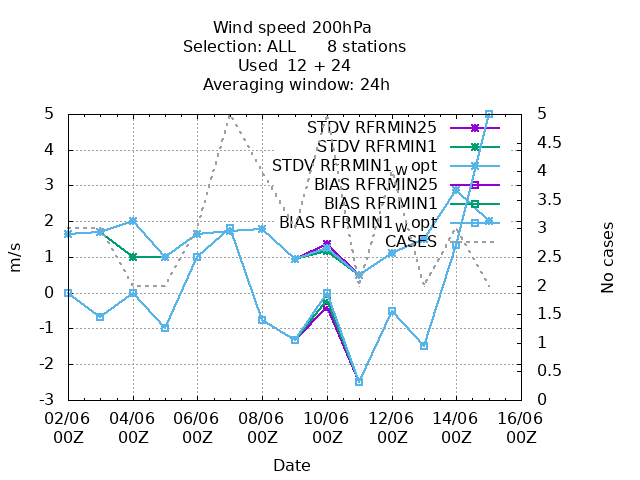 Wind speed 200hPa
Selection: ALL 8 stations
Used 12 + 24
Averaging window: 24h
STDV RFRMIN25
STDV RFRMIN1
STDV RFRMIN1w opt
BIAS RFRMIN25
BIAS RFRMIN1
BIAS RFRMIN1w opt
CASES
m/s
5
4
3
2
1
0
-1
-2
-3
No cases
5
4.5
4
3.5
3
2.5
2
1.5
1
0.5
0
02/06 04/06 06/06 08/06 10/06 12/06 14/06 16/06
00Z 00Z 00Z 00Z 00Z 00Z 00Z 00Z
Date